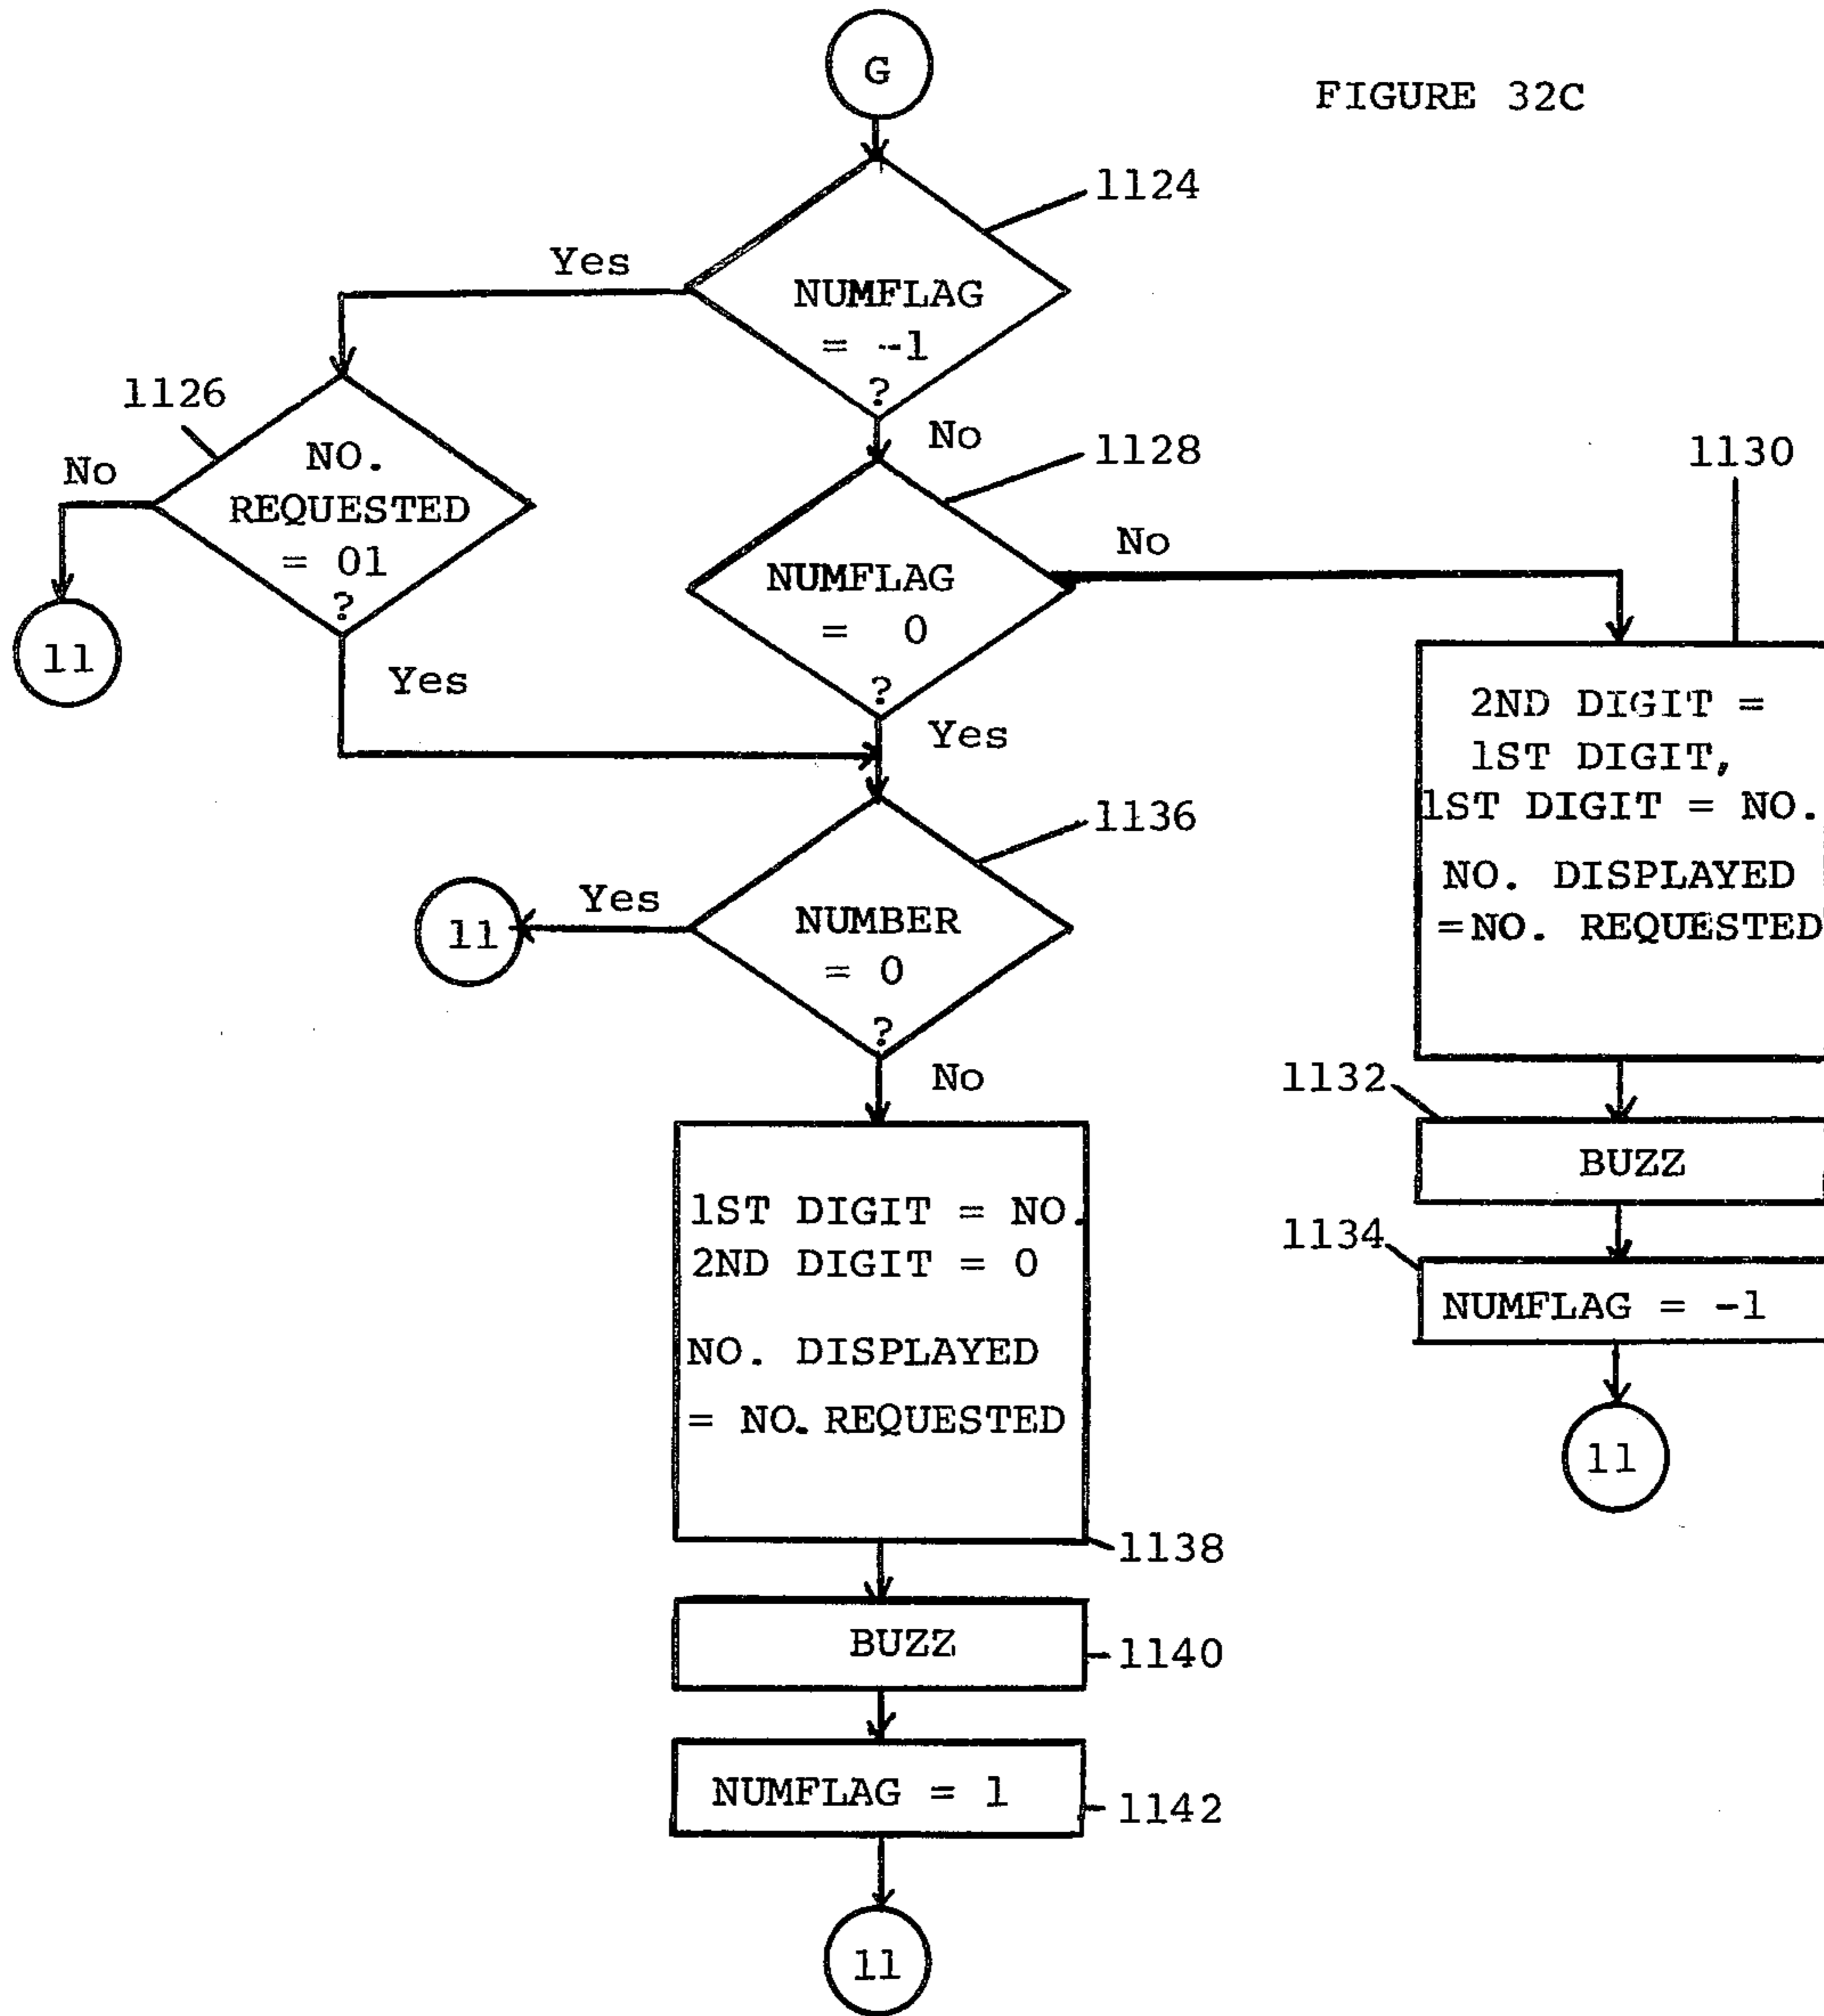 G
FIGURE 32C
1124
Yes
NUMFLAG
= -1
?
1126
No
1128
1130
NO.
REQUESTED
= 01
?
No
11
Yes
NUMFLAG
= 0
?
No
Yes
2ND DIGIT =
1ST DIGIT,
1ST DIGIT = NO.
NO. DISPLAYED
=NO. REQUESTED
1136
Yes
11
NUMBER
= 0
?
No
1132
BUZZ
1134
NUMFLAG = -1
11
1ST DIGIT = NO.
2ND DIGIT = 0
NO. DISPLAYED
= NO. REQUESTED
1138
BUZZ
1140
NUMFLAG = 1
1142
11